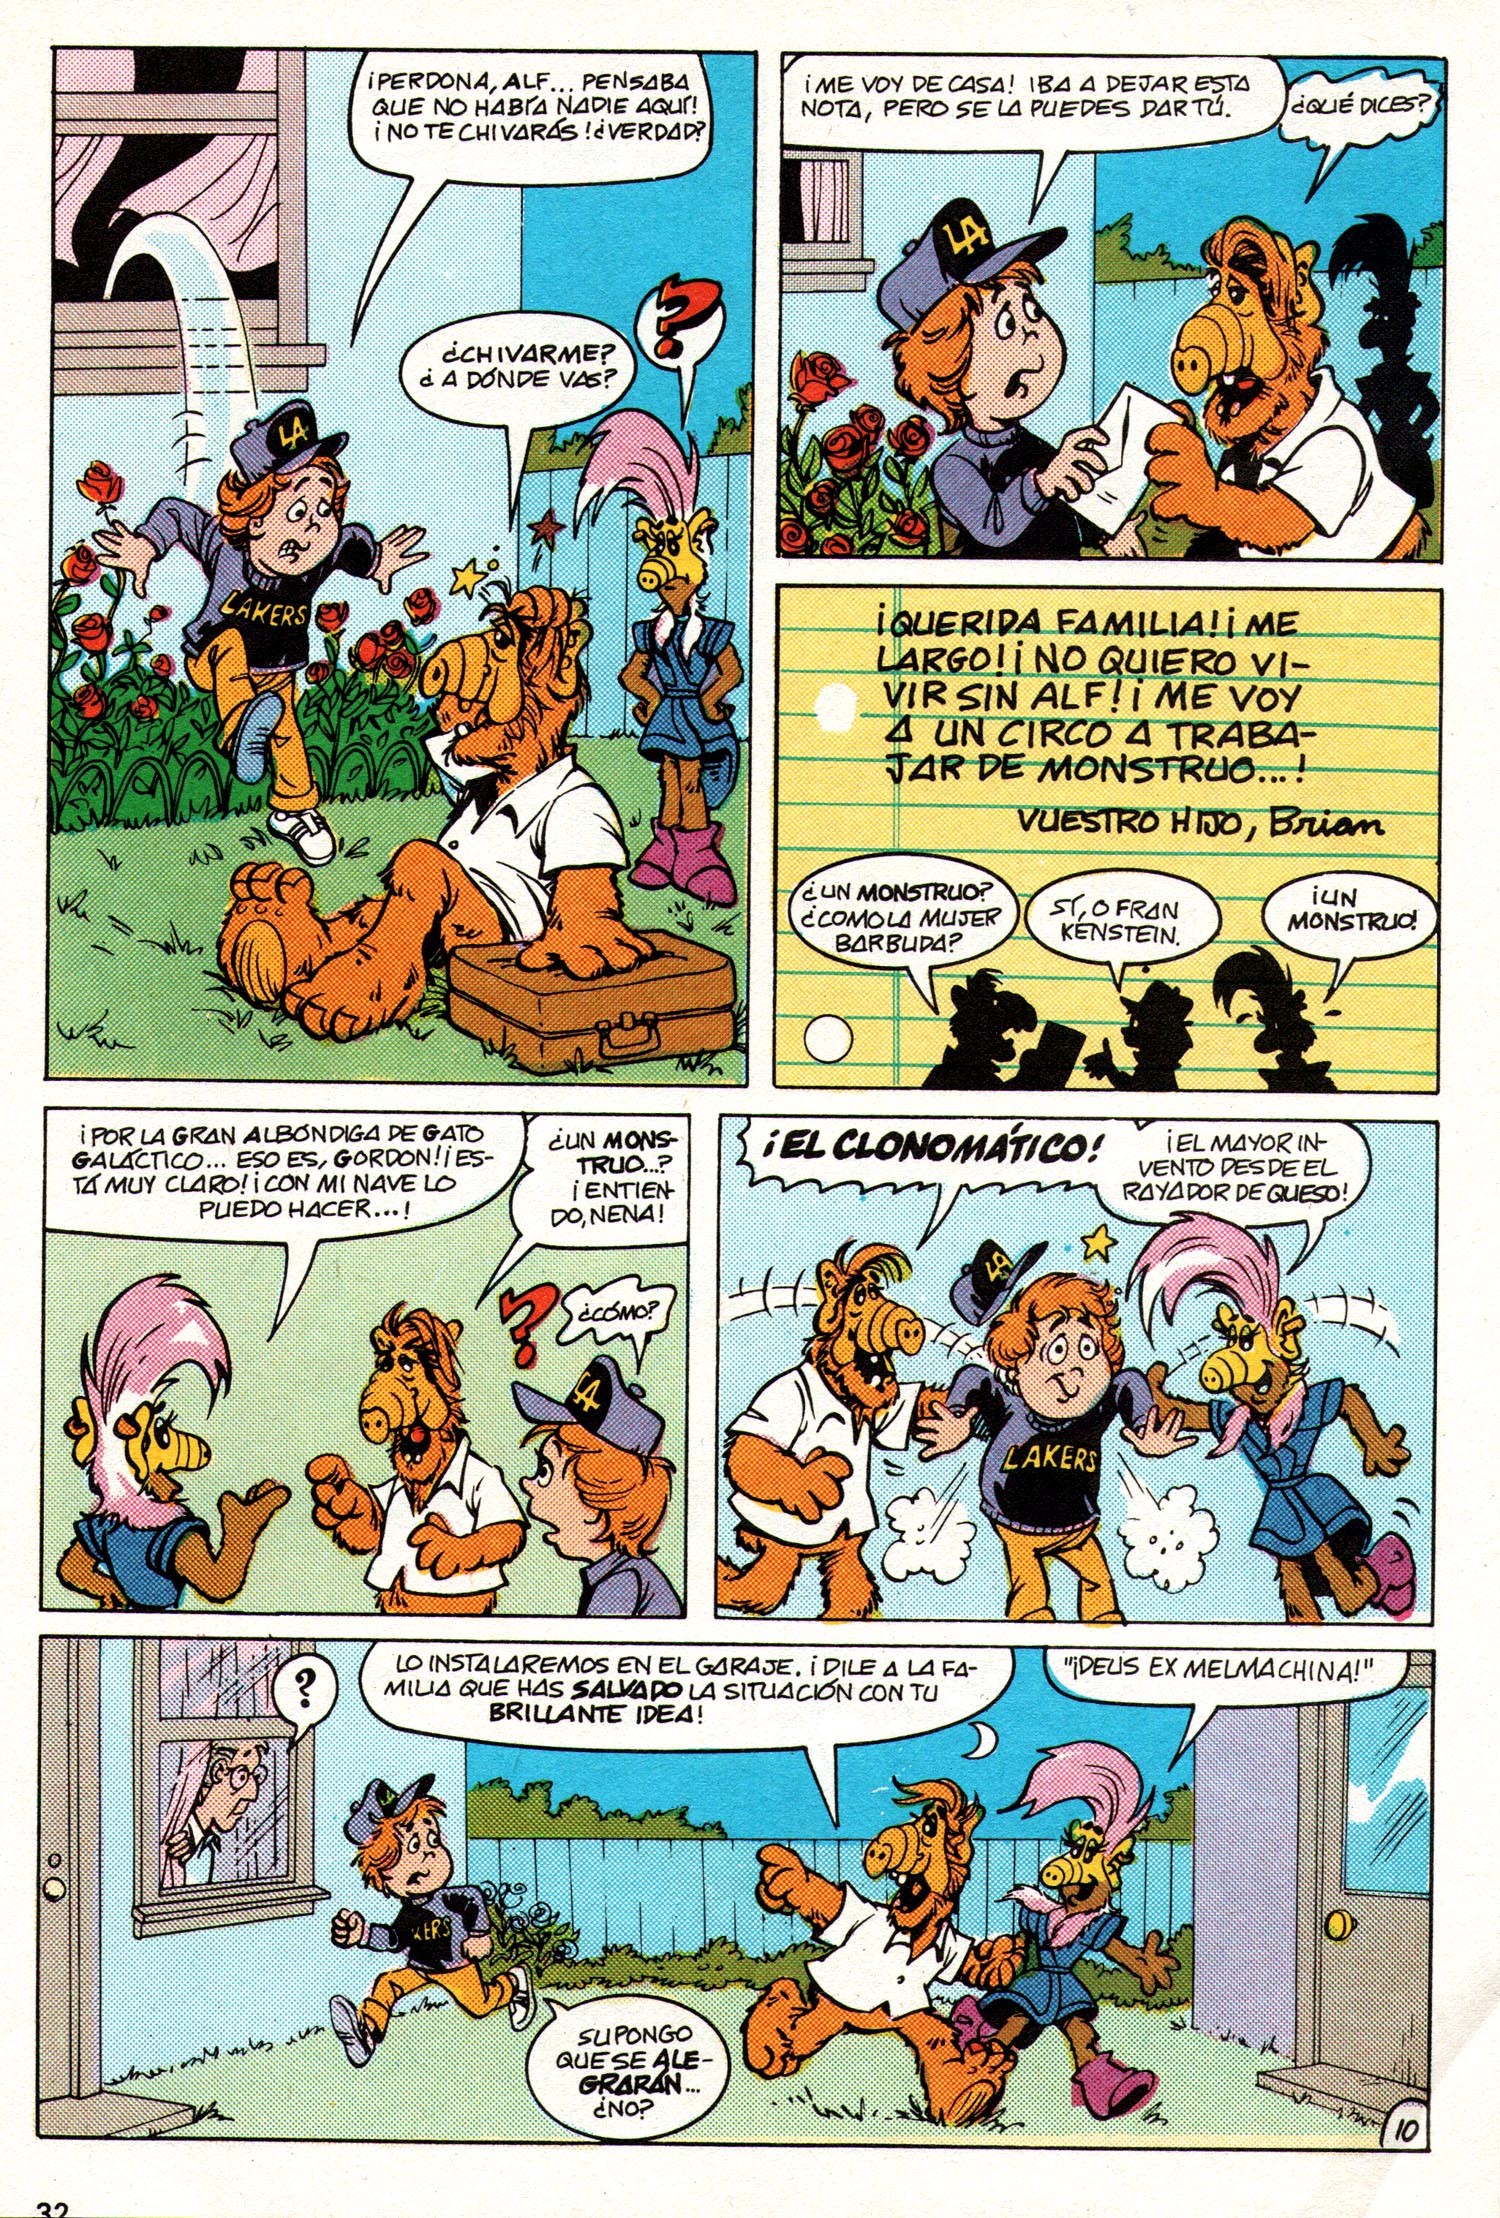 ¡PERDONA, ALF... PENSABA
QUE NO HABÍA NADIE AQUÍ!
¡NO TE CHIVARÁS! ¿VERDAD?
¿CHIVARME?
¿A DÓNDE VAS?
?
LA
LAKERS
¡ME VOY DE CASA! IBA A DEJAR ESTA
NOTA, PERO SE LA PUEDES DAR TÚ.
¿QUÉ DICES?
LA
¡QUERIDA FAMILIA! ¡ME
LARGO! ¡NO QUIERO VI-
VIR SIN ALF! ¡ME VOY
A UN CIRCO A TRABA-
JAR DE MONSTRUO...!
VUESTRO HIJO, Brian
¿UN MONSTRUO?
¿COMO LA MUJER
BARBUDA?
SÍ, O FRAN
KENSTEIN.
¡UN
MONSTRUO!
¡POR LA GRAN ALBÓNDIGA DE GATO
GALÁCTICO... ESO ES, GORDON! ¡ES-
TÁ MUY CLARO! ¡CON MI NAVE LO
PUEDO HACER...!
¿UN MONS-
TRUO...?
¡ENTIEN-
DO, NENA!
?
¿CÓMO?
LA
¡EL CLONOMÁTICO!
¡EL MAYOR IN-
VENTO DESDE EL
RAYADOR DE QUESO!
LA
LAKERS
?
LO INSTALAREMOS EN EL GARAJE. ¡DILE A LA FA-
MILIA QUE HAS SALVADO LA SITUACIÓN CON TU
BRILLANTE IDEA!
"¡DEUS EX MELMACHINA!"
LA
KERS
SUPONGO
QUE SE ALE-
GRARÁN...
¿NO?
10
32